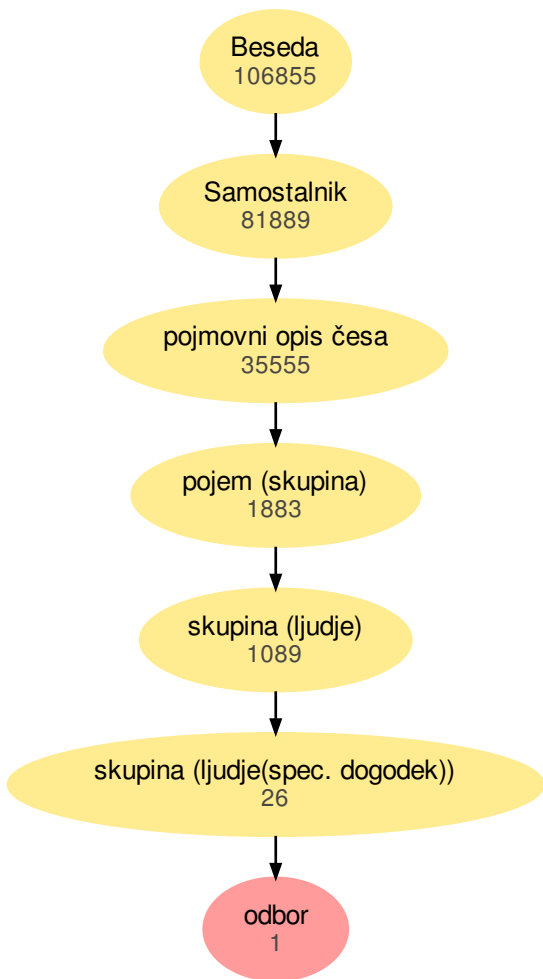 Beseda
106855
Samostalnik
81889
pojmovni opis česa
35555
pojem (skupina)
1883
skupina (ljudje)
1089
skupina (ljudje(spec. dogodek))
26
odbor
1